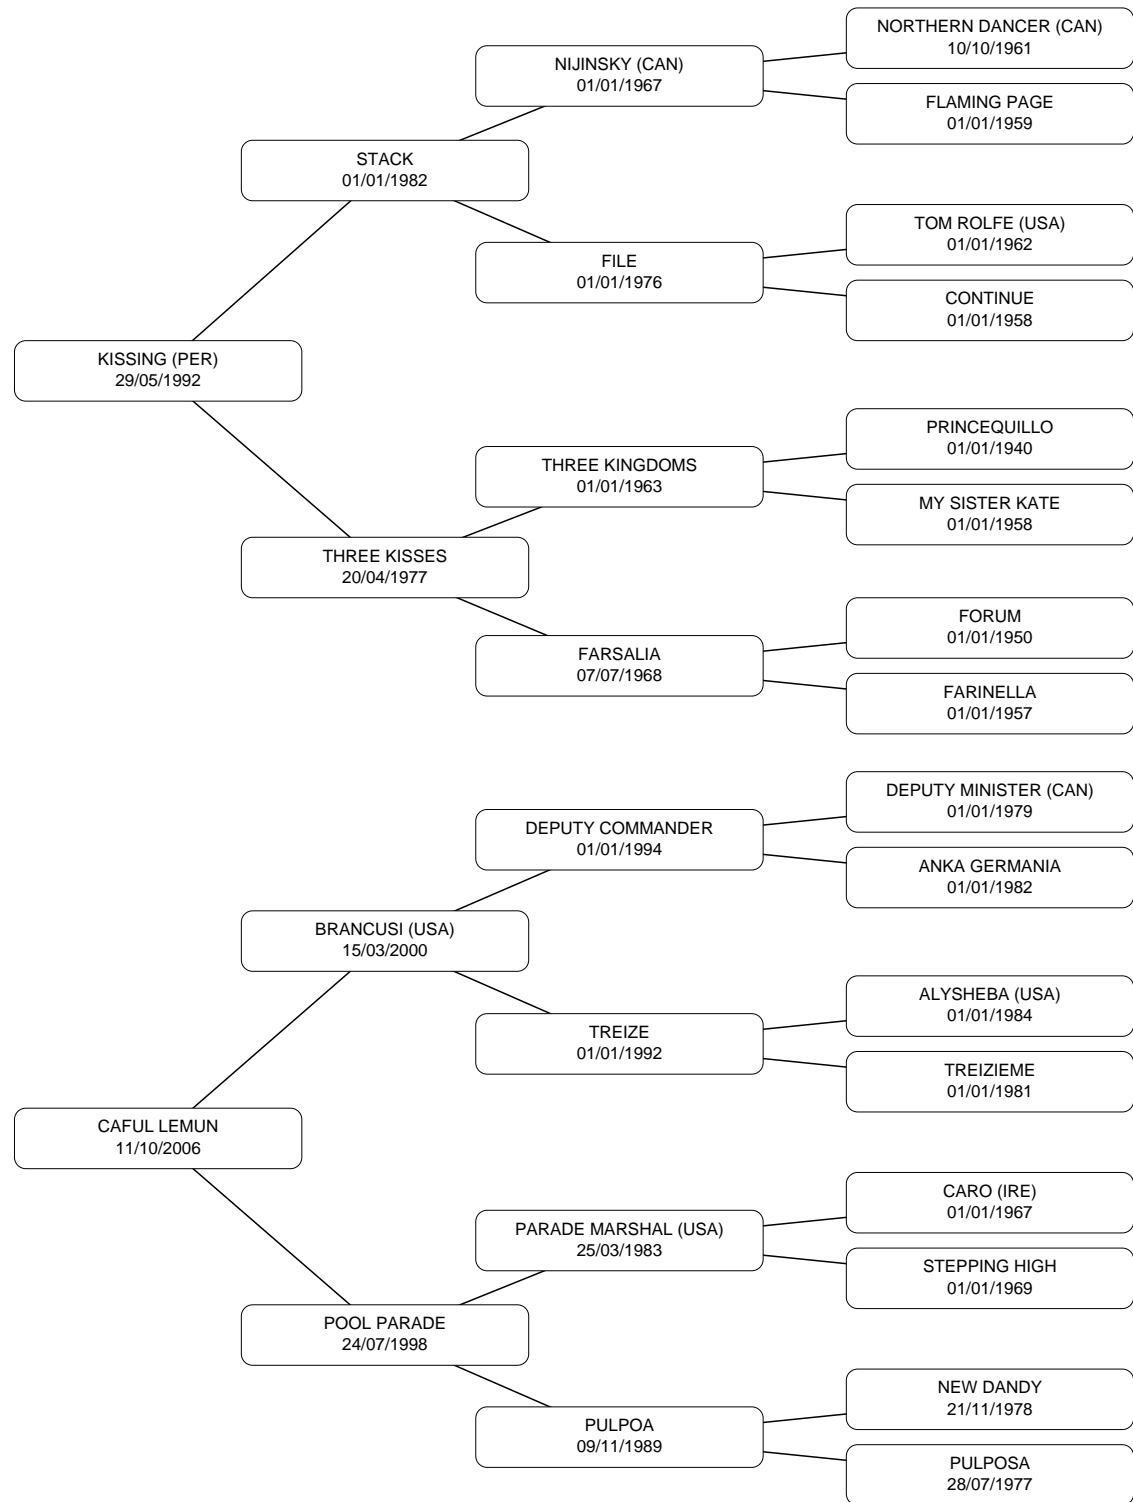 NORTHERN DANCER (CAN)
10/10/1961
NIJINSKY (CAN)
01/01/1967
FLAMING PAGE
01/01/1959
STACK
01/01/1982
TOM ROLFE (USA)
01/01/1962
FILE
01/01/1976
CONTINUE
01/01/1958
KISSING (PER)
29/05/1992
PRINCEQUILLO
01/01/1940
THREE KINGDOMS
01/01/1963
MY SISTER KATE
01/01/1958
THREE KISSES
20/04/1977
FORUM
01/01/1950
FARSALIA
07/07/1968
FARINELLA
01/01/1957
DEPUTY MINISTER (CAN)
01/01/1979
DEPUTY COMMANDER
01/01/1994
ANKA GERMANIA
01/01/1982
BRANCUSI (USA)
15/03/2000
ALYSHEBA (USA)
01/01/1984
TREIZE
01/01/1992
TREIZIEME
01/01/1981
CAFUL LEMUN
11/10/2006
CARO (IRE)
01/01/1967
PARADE MARSHAL (USA)
25/03/1983
STEPPING HIGH
01/01/1969
POOL PARADE
24/07/1998
NEW DANDY
21/11/1978
PULPOA
09/11/1989
PULPOSA
28/07/1977